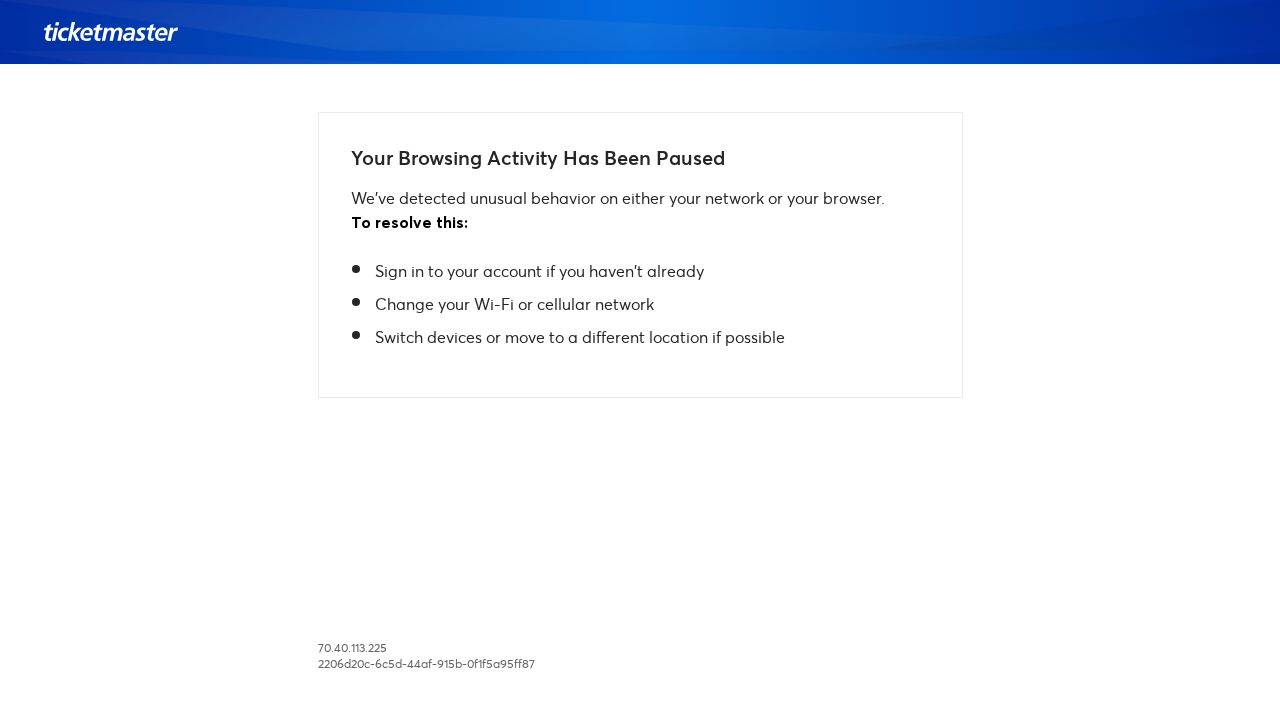 ticketmaster
Your Browsing Activity Has Been Paused
We've detected unusual behavior on either your network or your browser.
To resolve this:
Sign in to your account if you haven't already
Change your Wi-Fi or cellular network
Switch devices or move to a different location if possible
70.40.113.225
2206d20c-6c5d-44af-915b-0f1f5a95ff87